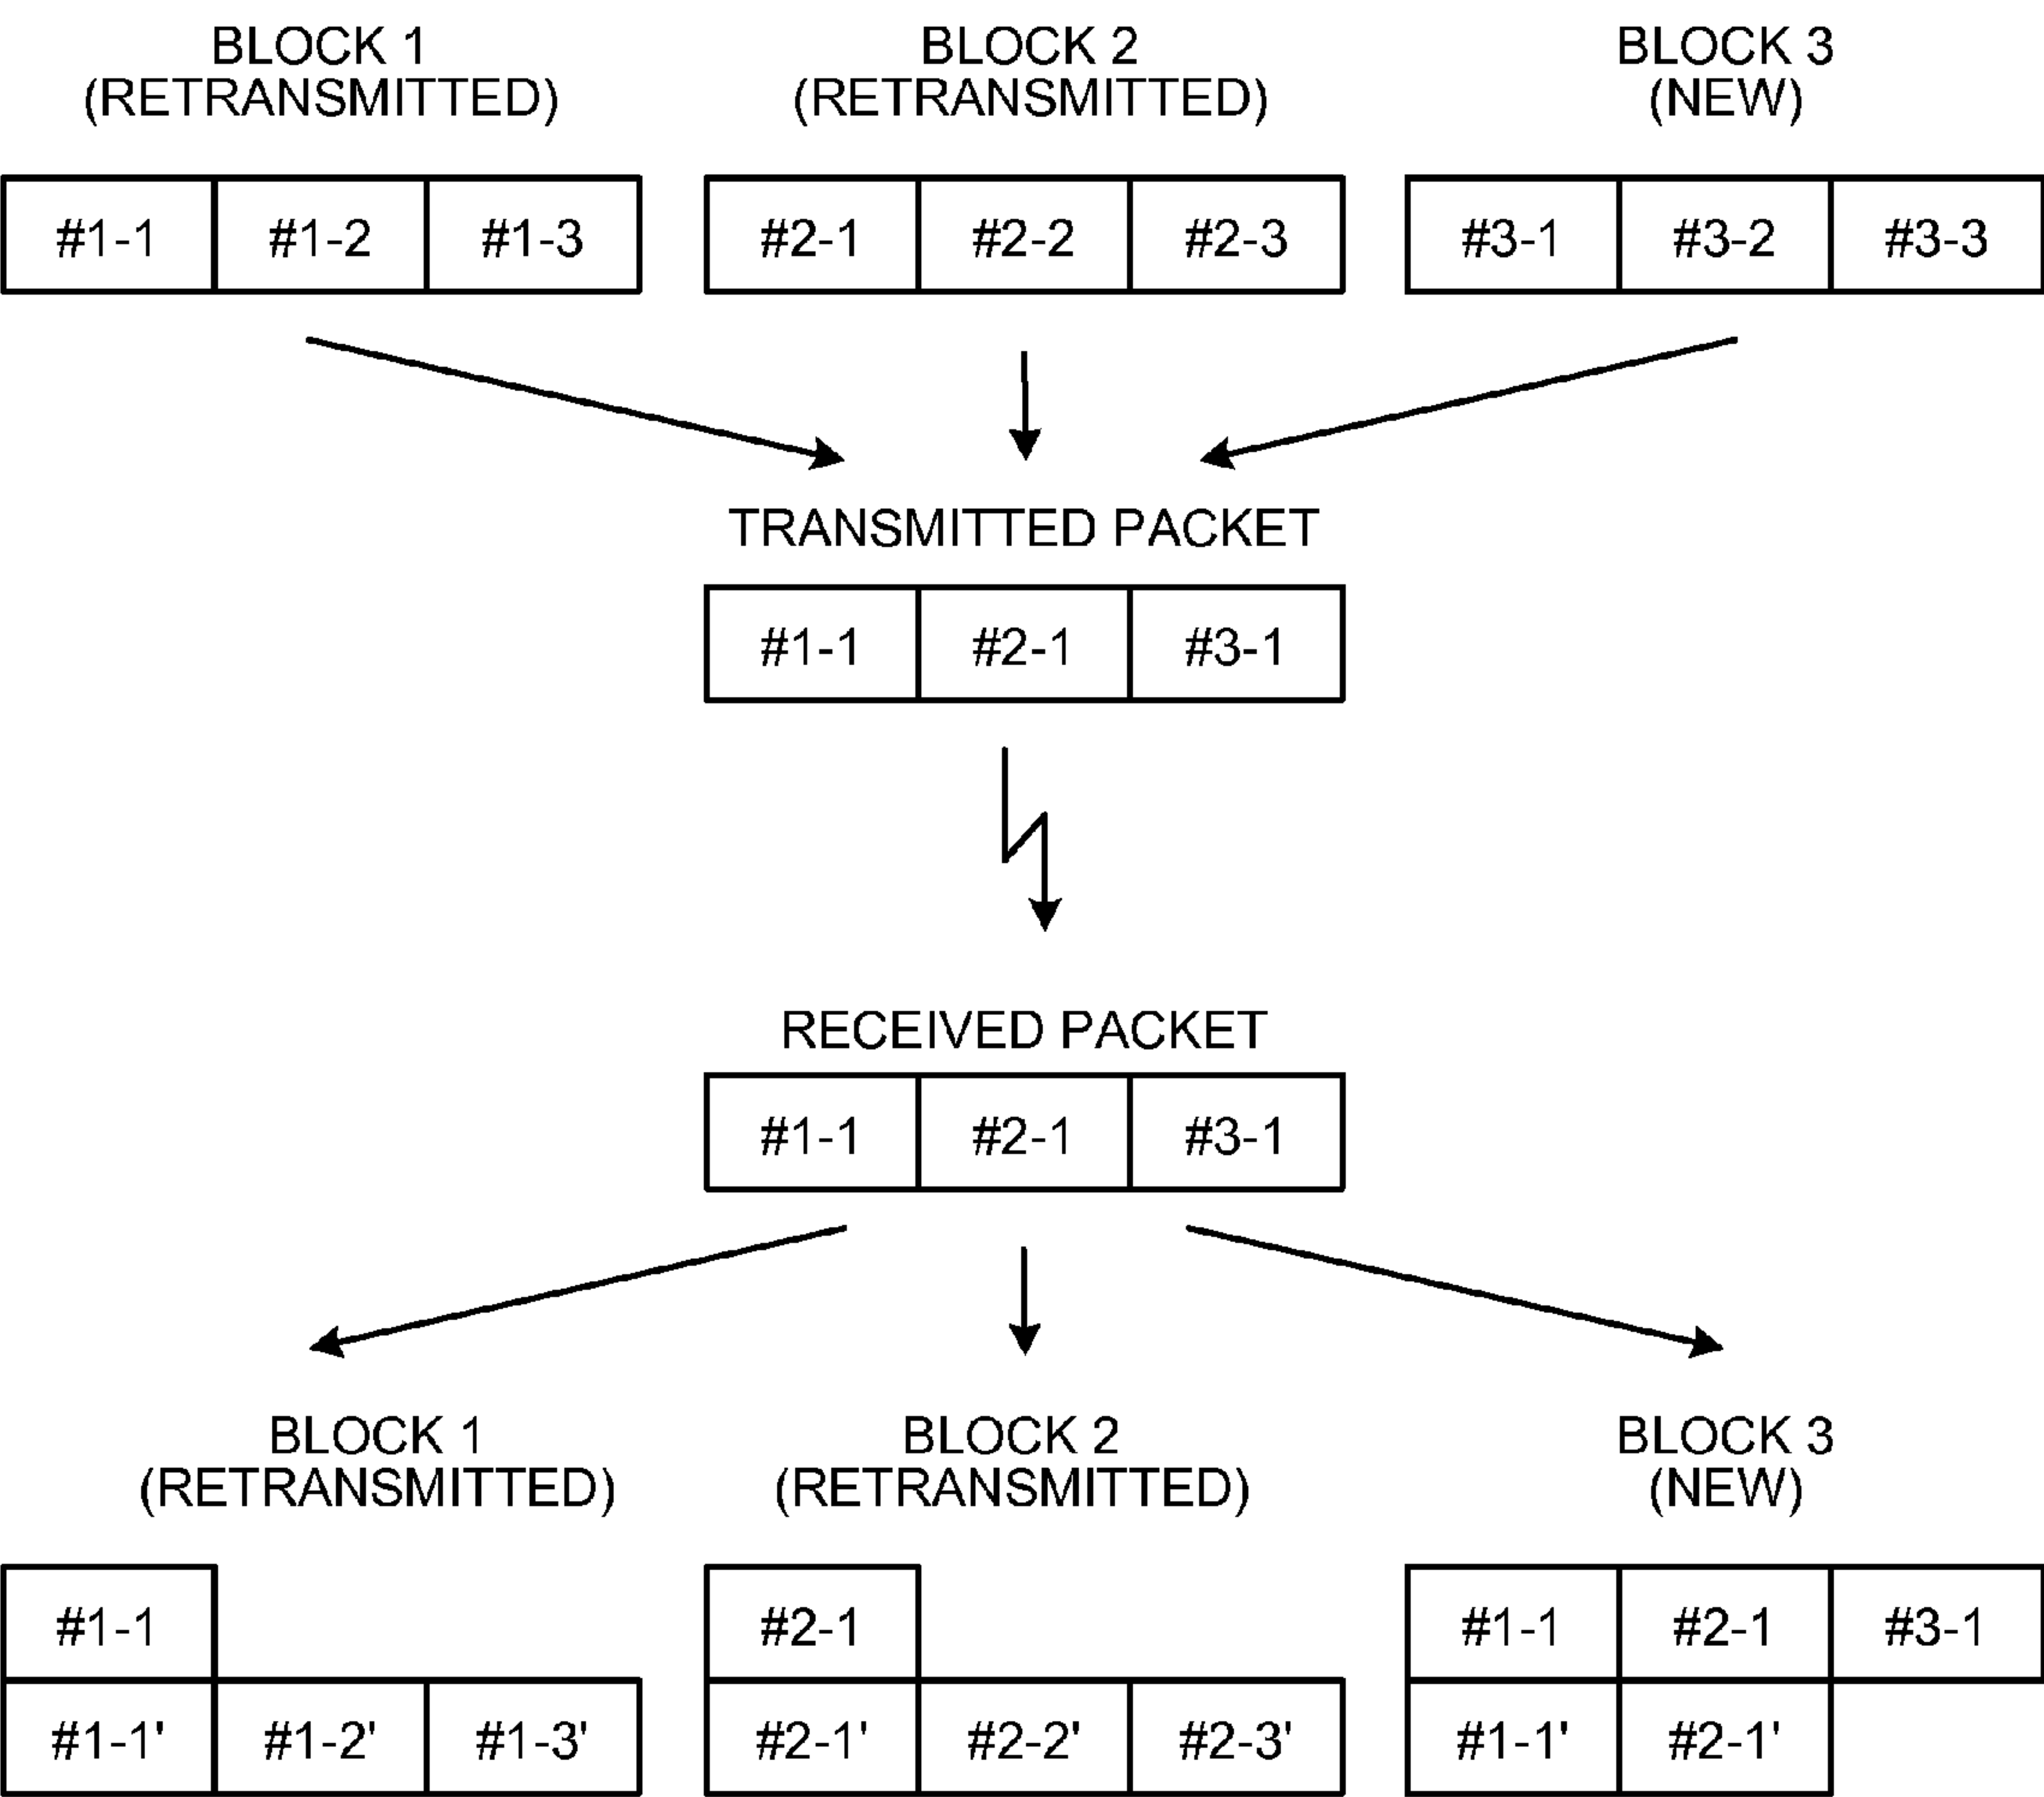 BLOCK 1 BLOCK 2 BLOCK 3
(RETRANSMITTED) (RETRANSMITTED) (NEW)
#1-1 #1-2 #1-3 #2-1 #2-2 #2-3 #3-1 #3-2 #3-3
TRANSMITTED PACKET
#1-1 #2-1 #3-1
RECEIVED PACKET
#1-1 #2-1 #3-1
BLOCK 1 BLOCK 2 BLOCK 3
(RETRANSMITTED) (RETRANSMITTED) (NEW)
#1-1 #2-1 #1-1 #2-1 #3-1
#1-1' #1-2' #1-3' #2-1' #2-2' #2-3' #1-1' #2-1'